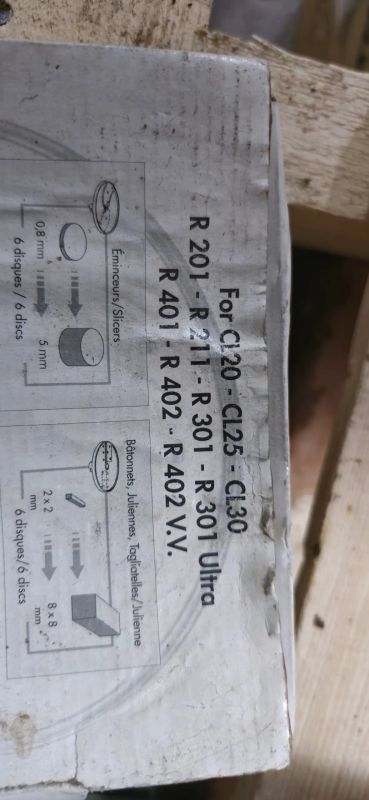 For CL20 - CL25 - CL30
R 201 - R 211 - R 301 - R 301 Ultra
R 401 - R 402 - R 402 V.V.
Éminceurs/Slicers
0,8 mm
5 mm
6 disques / 6 discs
Bâtonnets, Juliennes, Tagliatelles/Julienne
2 x 2
mm
8 x 8
mm
6 disques/6 discs